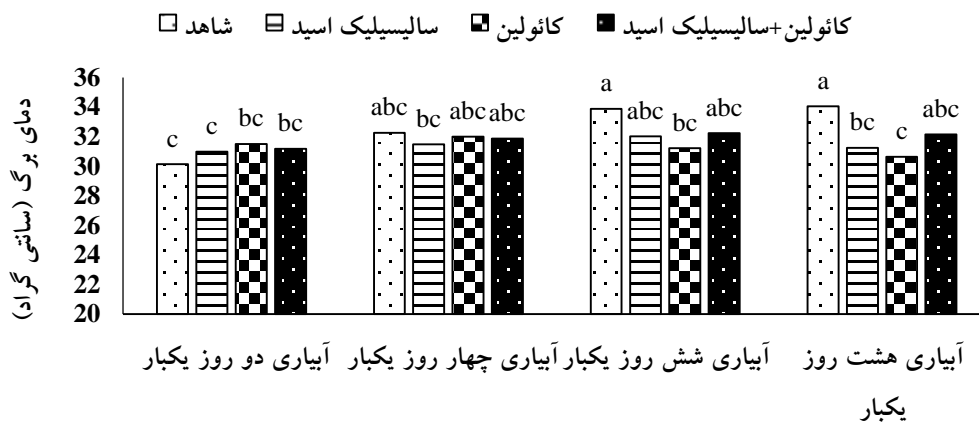 شاهد سالیسیلیک اسید کائولین کائولین+سالیسیلیک اسید
دمای برگ (سانتی گراد)
36
34
32
30
28
26
24
22
20
c c bc bc
abc bc abc abc
a abc bc abc
a bc c abc
آبیاری دو روز یکبار آبیاری چهار روز یکبار آبیاری شش روز یکبار آبیاری هشت روز
یکبار